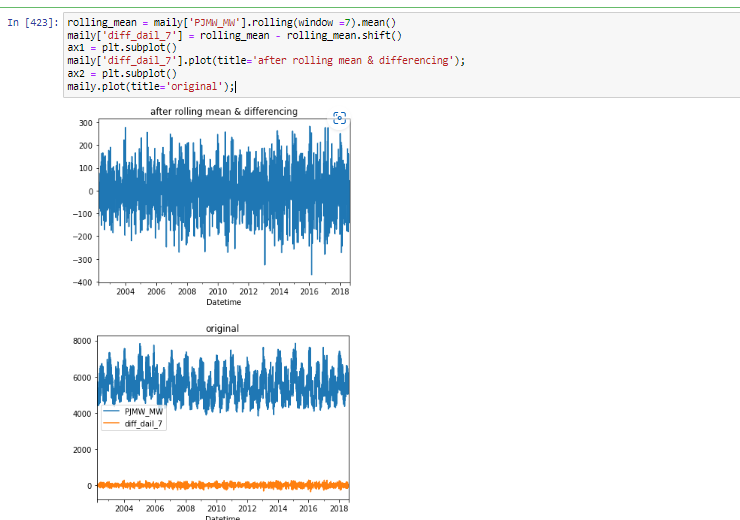 In [423]: rolling_mean = maily['PJMW_MW'].rolling(window =7).mean()
maily['diff_dail_7'] = rolling_mean - rolling_mean.shift()
ax1 = plt.subplot()
maily['diff_dail_7'].plot(title='after rolling mean & differencing');
ax2 = plt.subplot()
maily.plot(title='original');
after rolling mean & differencing
300
200
100
0
−100
−200
−300
−400
2004 2006 2008 2010 2012 2014 2016 2018
Datetime
original
8000
6000
4000
2000
0
PJMW_MW
diff_dail_7
2004 2006 2008 2010 2012 2014 2016 2018
Datetime